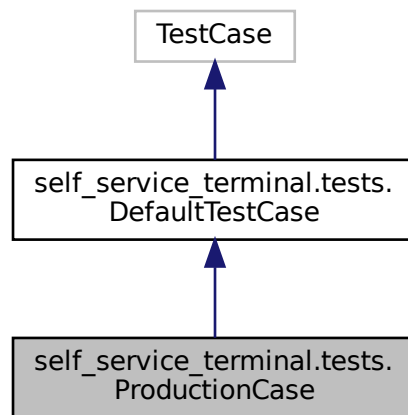 TestCase
self_service_terminal.tests.
DefaultTestCase
self_service_terminal.tests.
ProductionCase